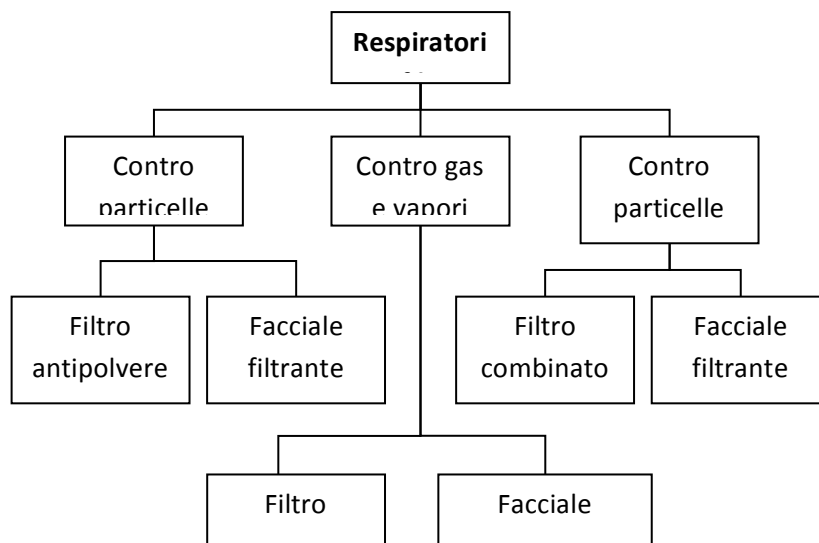 Respiratori
Contro
particelle
Contro gas
e vapori
Contro
particelle
Filtro
antipolvere
Facciale
filtrante
Filtro
combinato
Facciale
filtrante
Filtro
Facciale